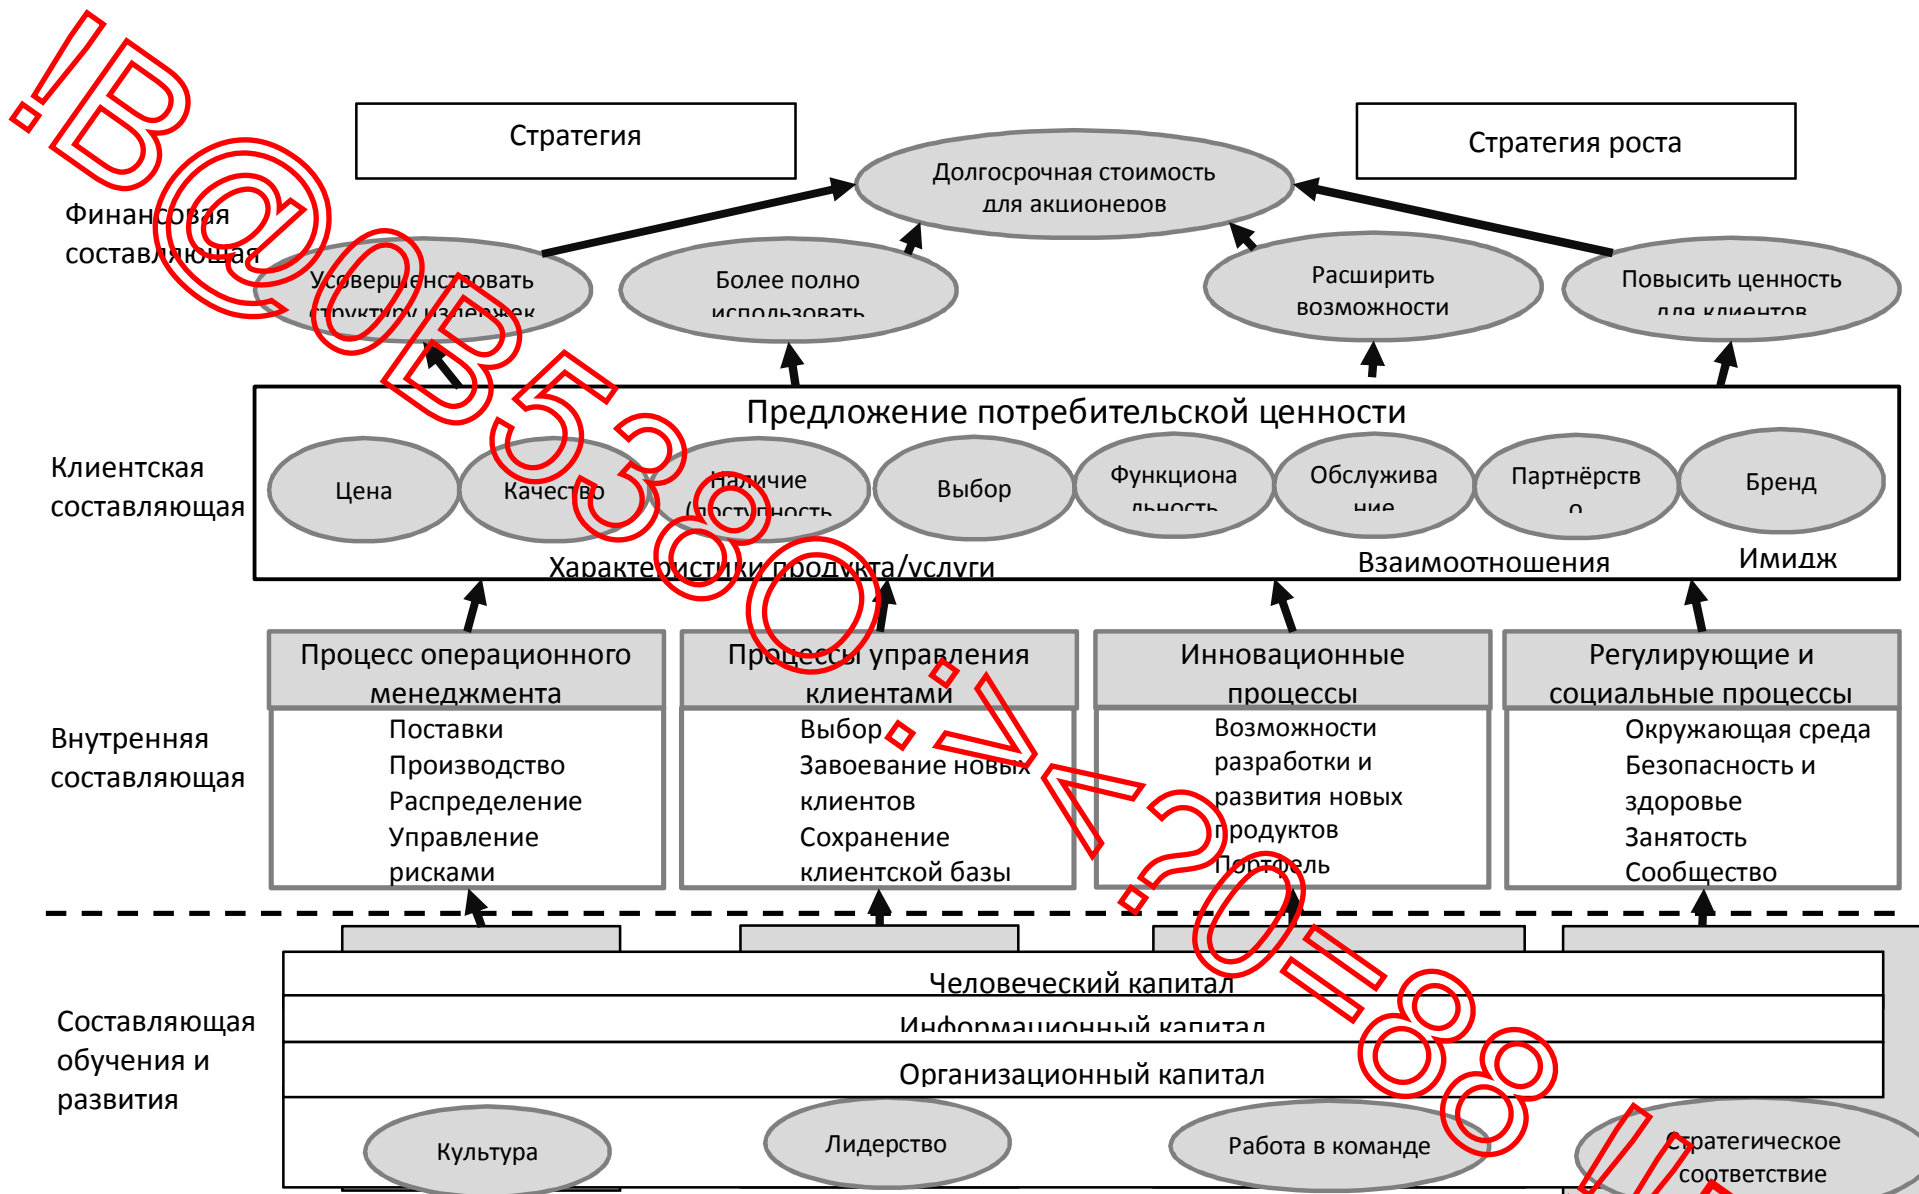 Стратегия
Стратегия роста
Долгосрочная стоимость
для акционеров
Финансовая
составляющая
Усовершенствовать
структуру издержек
Более полно
использовать
Расширить
возможности
Повысить ценность
для клиентов
Предложение потребительской ценности
Клиентская
составляющая
Цена
Качество
Наличие
(доступность
Выбор
Функциона
льность
Обслужива
ние
Партнёрств
о
Бренд
Характеристики продукта/услуги
Взаимоотношения
Имидж
Внутренняя
составляющая
Процесс операционного
менеджмента
Поставки
Производство
Распределение
Управление
рисками
Процессы управления
клиентами
Выбор
Завоевание новых
клиентов
Сохранение
клиентской базы
Инновационные
процессы
Возможности
разработки и
развития новых
продуктов
Портфель
Регулирующие и
социальные процессы
Окружающая среда
Безопасность и
здоровье
Занятость
Сообщество
Составляющая
обучения и
развития
Человеческий капитал
Информационный капитал
Организационный капитал
Культура
Лидерство
Работа в команде
Стратегическое
соответствие